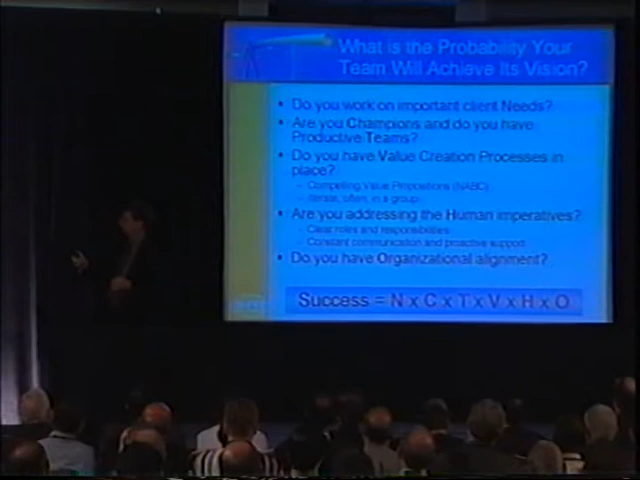 What is the Probability Your
Team Will Achieve Its Vision?
• Do you work on important client Needs?
• Are you Champions and do you have
Productive Teams?
• Do you have Value Creation Processes in
place?
– Compelling Value Propositions (NABC)
– Iterate, often, in a group
• Are you addressing the Human imperatives?
– Clear roles and responsibilities
– Constant communication and proactive support
• Do you have Organizational alignment?
Success = N x C x T x V x H x O